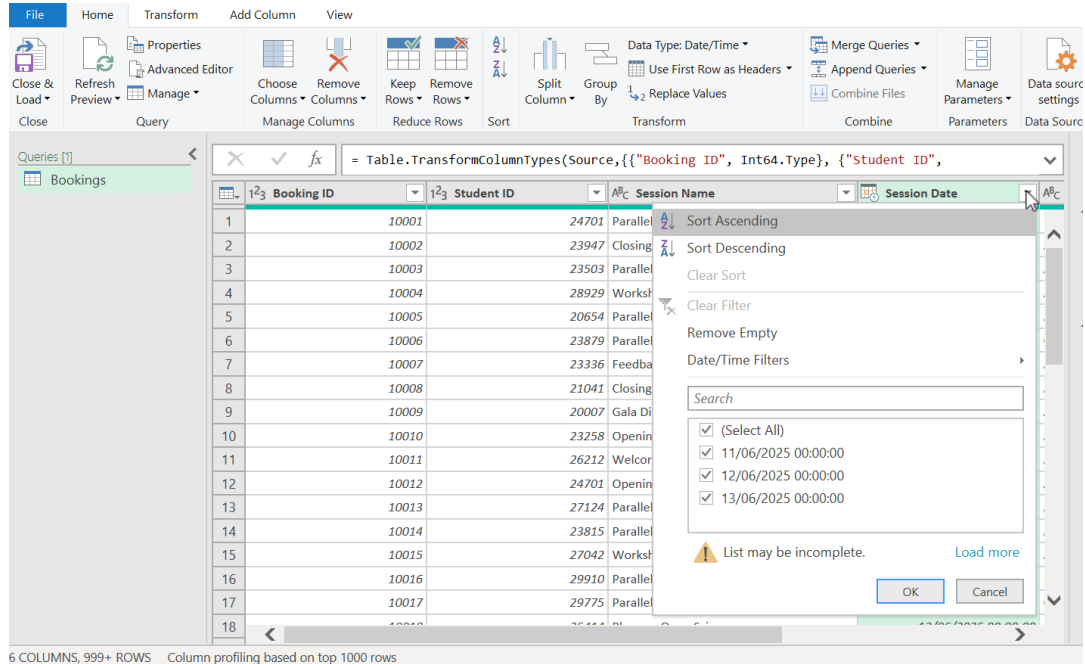 File Home Transform Add Column View
Close & Load
Refresh Preview
Properties
Advanced Editor
Manage
Choose Columns
Remove Columns
Keep Rows
Remove Rows
Split Column
Group By
Data Type: Date/Time
Use First Row as Headers
Replace Values
Merge Queries
Append Queries
Combine Files
Manage Parameters
Data sourc
settings
Close Query Manage Columns Reduce Rows Sort Transform Combine Parameters Data Sourc
Queries [1]
Bookings
fx = Table.TransformColumnTypes(Source,{{"Booking ID", Int64.Type}, {"Student ID",
123 Booking ID 123 Student ID ABC Session Name Session Date ABC
1 10001 24701 Parallel
2 10002 23947 Closing
3 10003 23503 Parallel
4 10004 28929 Worksh
5 10005 20654 Parallel
6 10006 23879 Parallel
7 10007 23336 Feedba
8 10008 21041 Closing
9 10009 20007 Gala Di
10 10010 23258 Openin
11 10011 26212 Welcor
12 10012 24701 Openin
13 10013 27124 Parallel
14 10014 23815 Parallel
15 10015 27042 Worksh
16 10016 29910 Parallel
17 10017 29775 Parallel
18
Sort Ascending
Sort Descending
Clear Sort
Clear Filter
Remove Empty
Date/Time Filters
Search
(Select All)
11/06/2025 00:00:00
12/06/2025 00:00:00
13/06/2025 00:00:00
List may be incomplete. Load more
OK Cancel
6 COLUMNS, 999+ ROWS Column profiling based on top 1000 rows